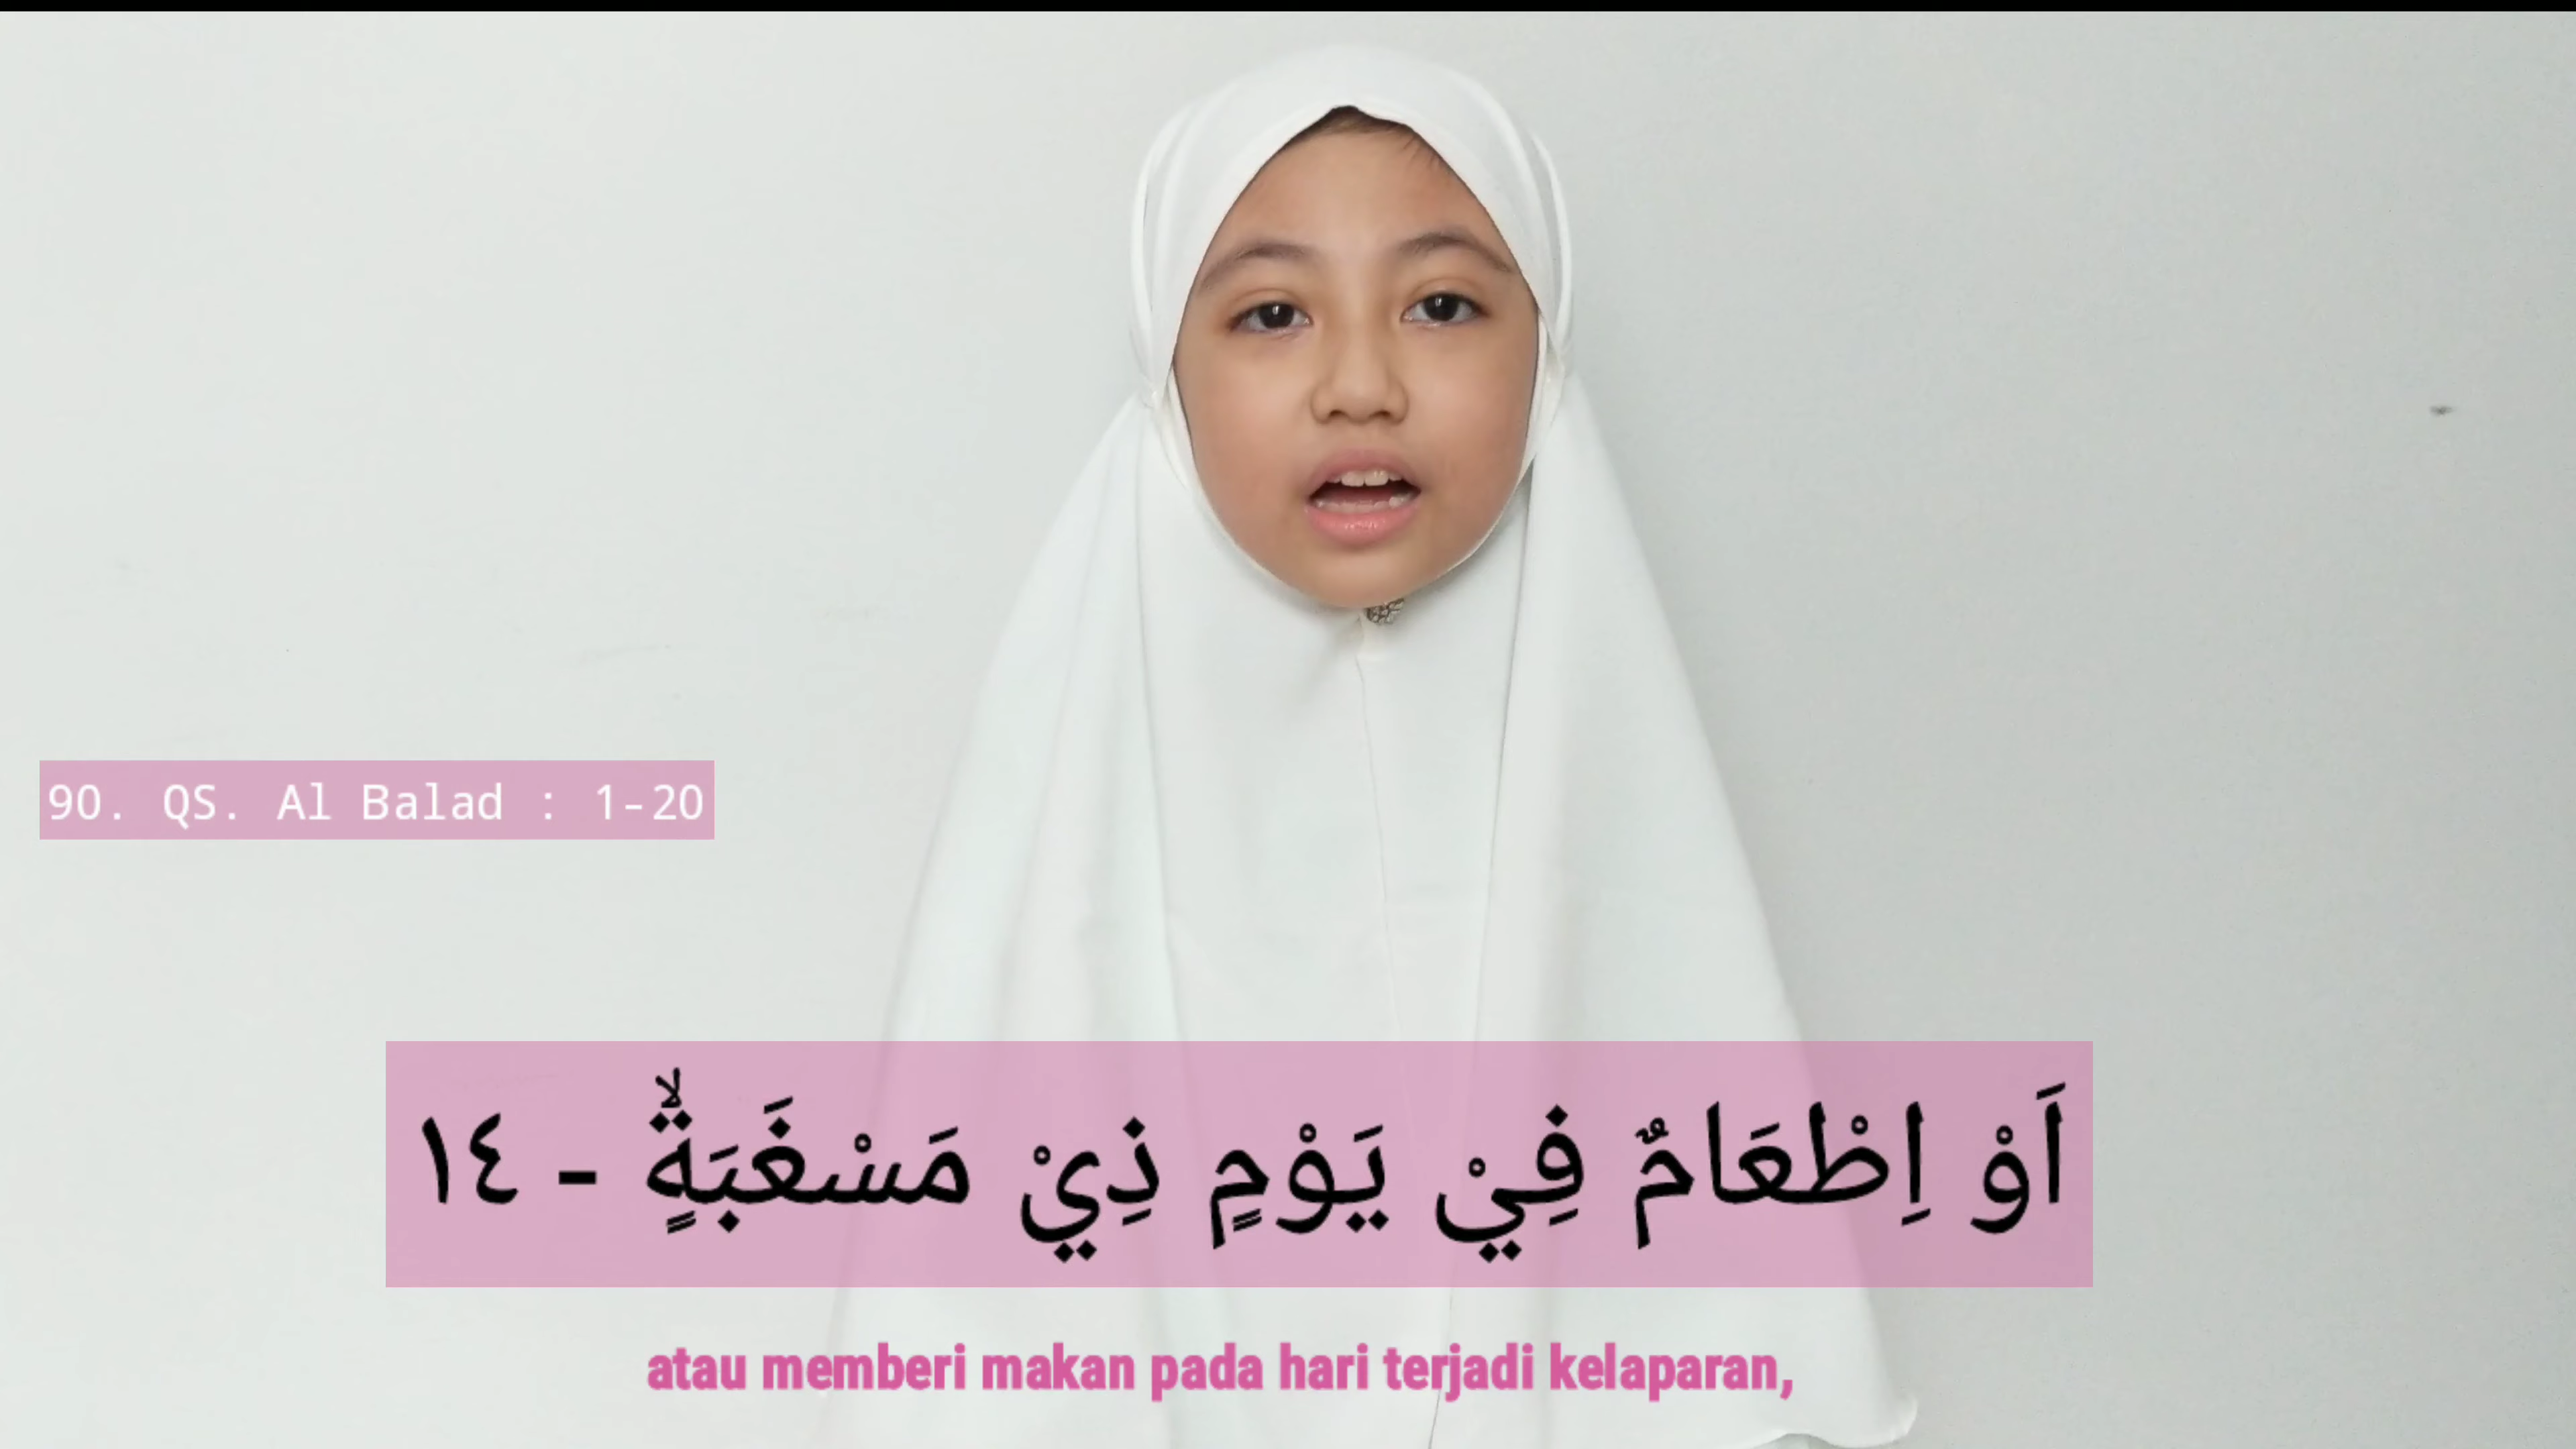 90. QS. Al Balad : 1-20
اَوْ اِطْعَامٌ فِيْ يَوْمٍ ذِيْ مَسْغَبَةٍۙ - ١٤
atau memberi makan pada hari terjadi kelaparan,